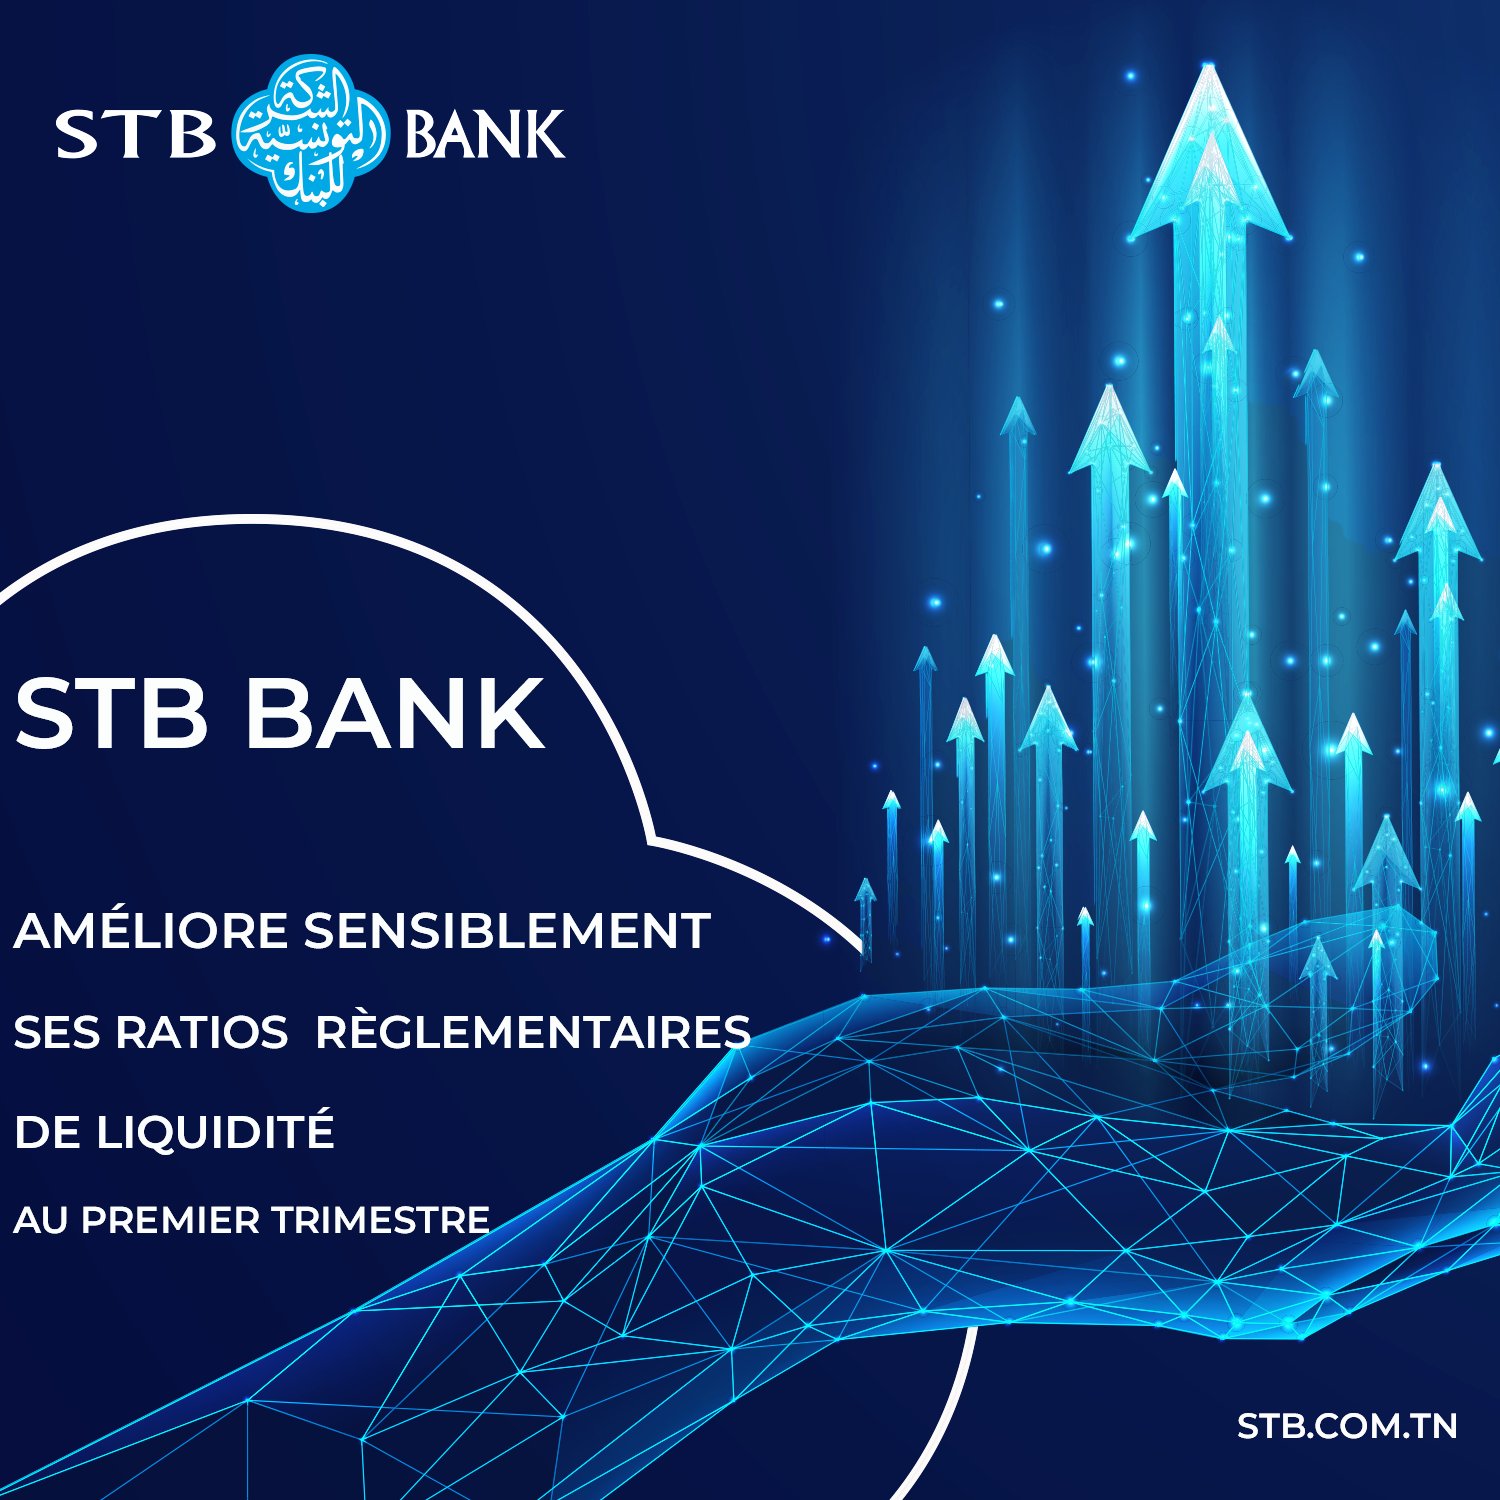 STB
الشركة
التونسية
للبنك
BANK
STB BANK
AMÉLIORE SENSIBLEMENT
SES RATIOS RÈGLEMENTAIRES
DE LIQUIDITÉ
AU PREMIER TRIMESTRE
STB.COM.TN